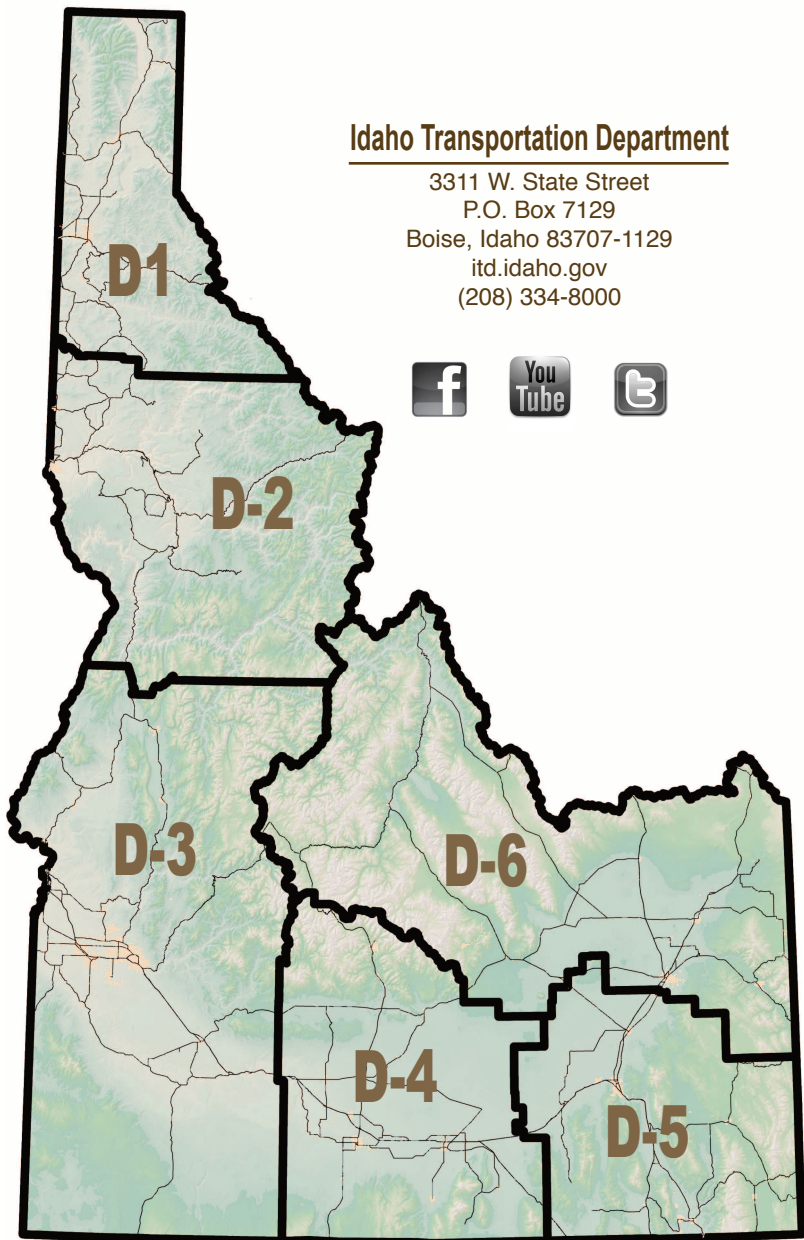 Idaho Transportation Department
3311 W. State Street
P.O. Box 7129
Boise, Idaho 83707-1129
itd.idaho.gov
(208) 334-8000
f
You
Tube
t
D1
D-2
D-3
D-6
D-4
D-5